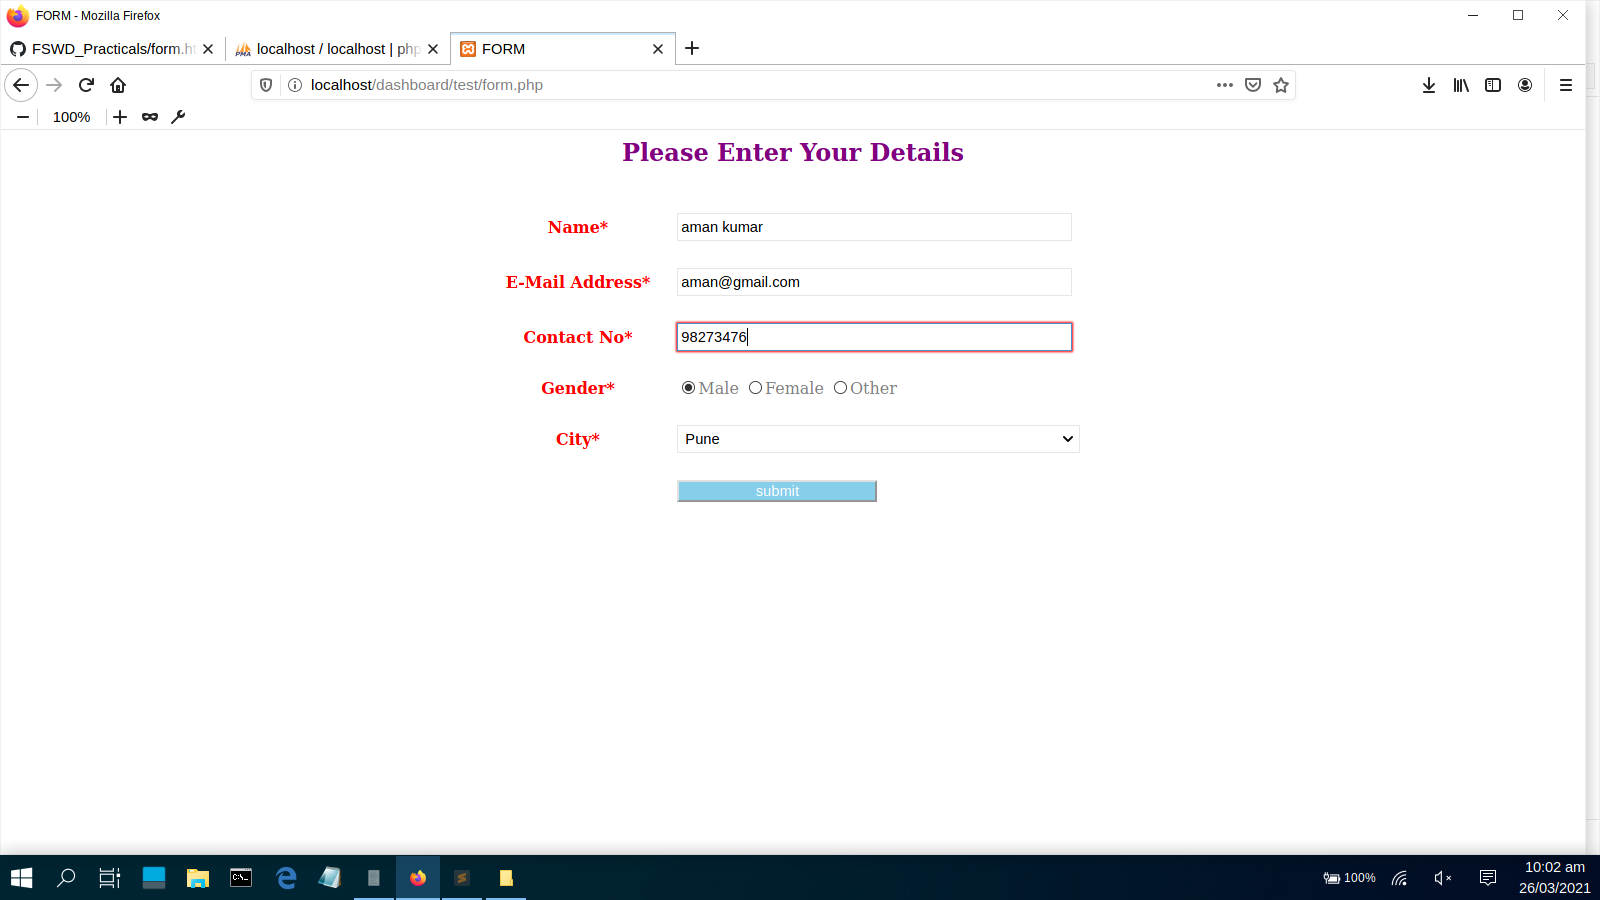 FORM - Mozilla Firefox
FSWD_Practicals/form.h
localhost / localhost | php
FORM
localhost/dashboard/test/form.php
100%
Please Enter Your Details
Name*
aman kumar
E-Mail Address*
aman@gmail.com
Contact No*
98273476
Gender*
Male Female Other
City*
Pune
submit
100%
10:02 am
26/03/2021